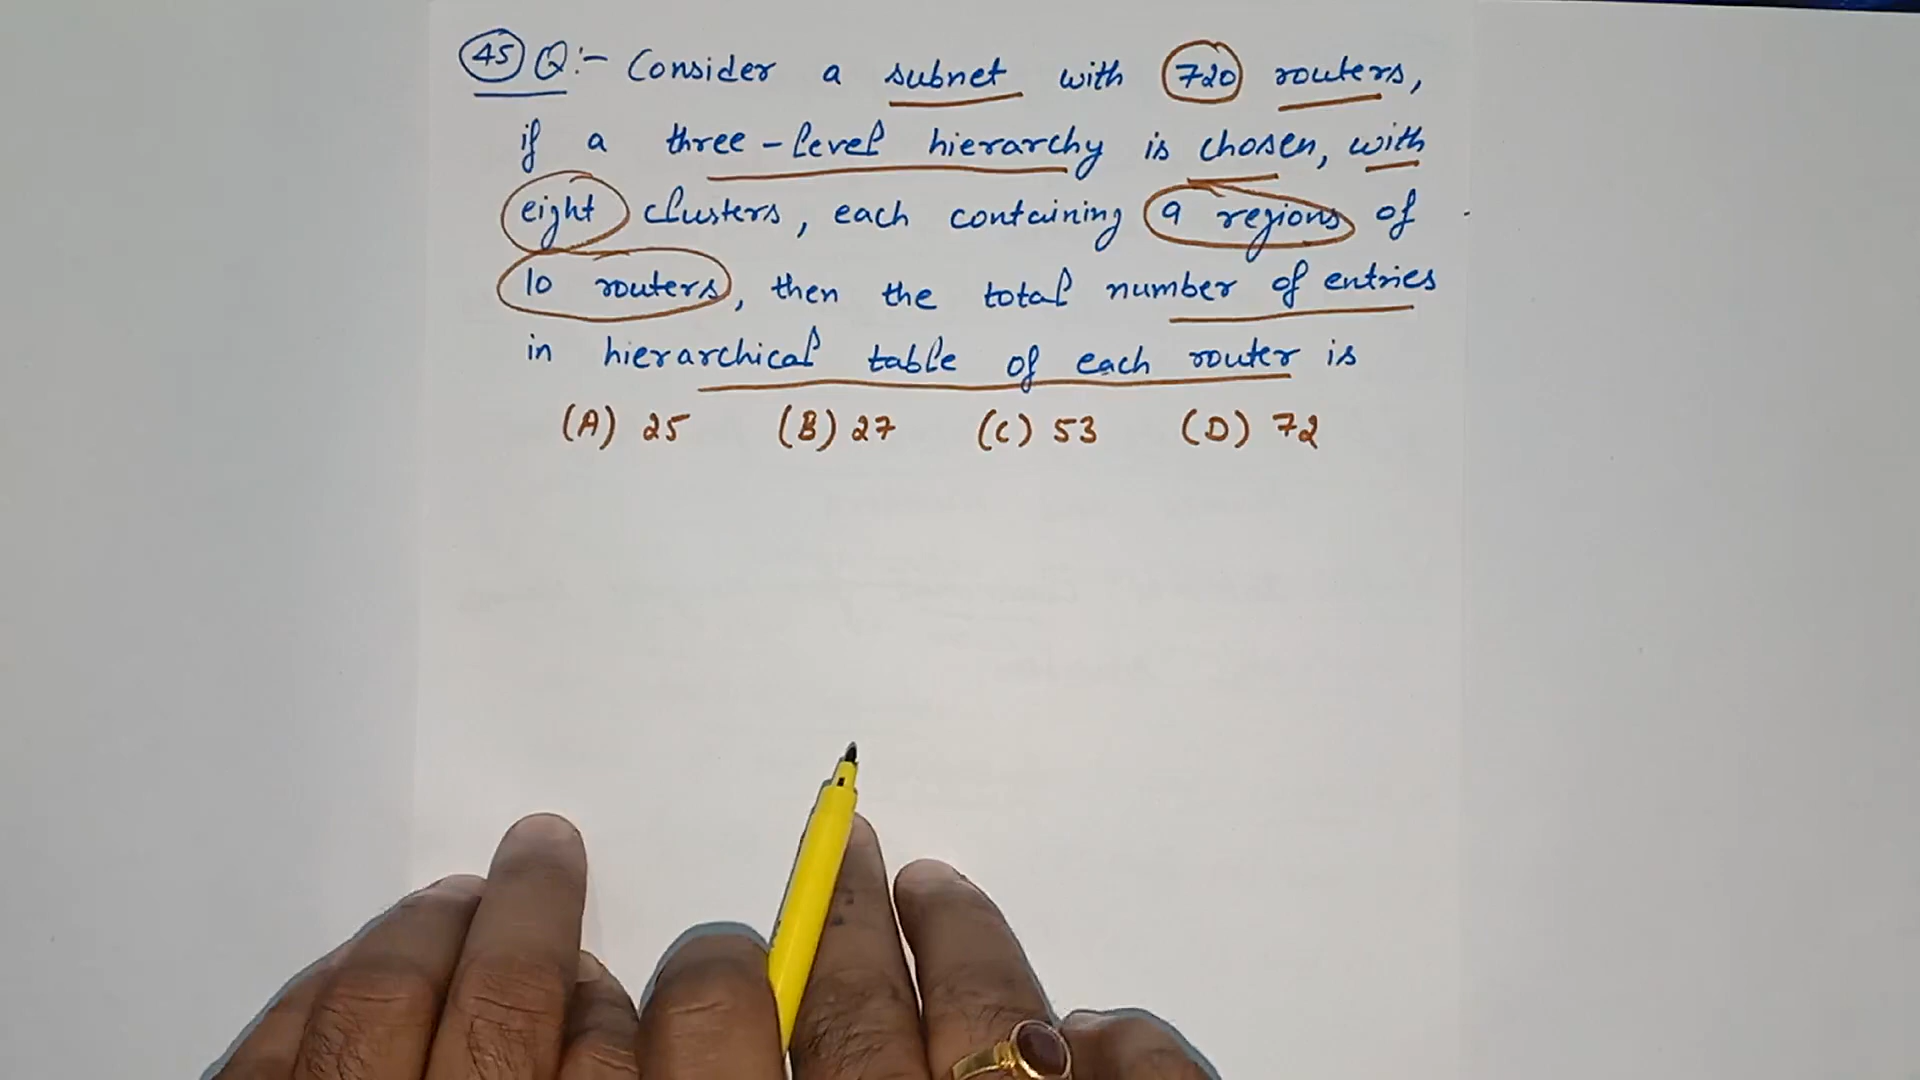 45 Q:- Consider a subnet with 720 routers,
if a three-level hierarchy is chosen, with
eight clusters, each containing 9 regions of
10 routers, then the total number of entries
in hierarchical table of each router is
(A) 25 (B) 27 (C) 53 (D) 72